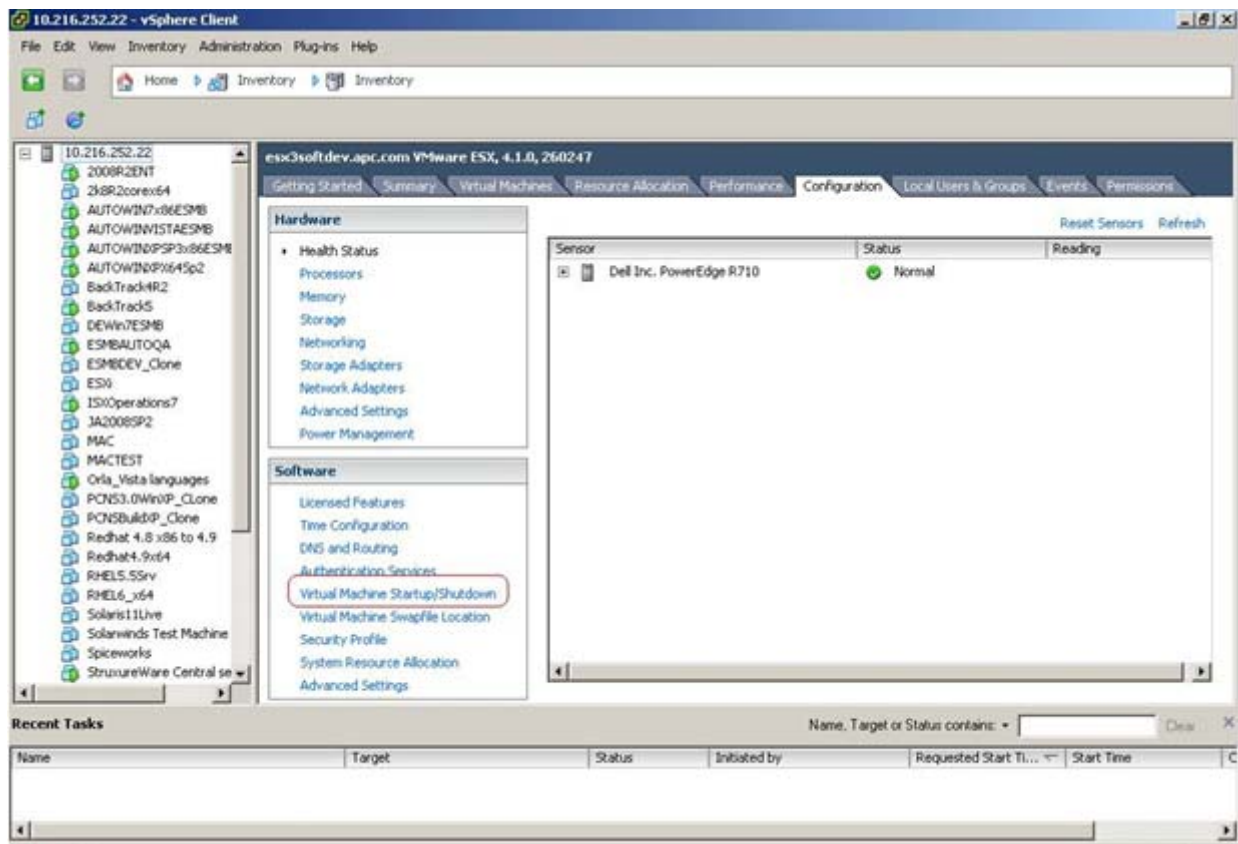 10.216.252.22 - vSphere Client
File Edit View Inventory Administration Plug-ins Help
Home Inventory Inventory
10.216.252.22
2008R2ENT
2k8R2corex64
AUTOWIN7x86ESMB
AUTOWINVISTAESMB
AUTOWINXPSP3x86ESMB
AUTOWINXPX64Sp2
BackTrack4R2
BackTrack5
DEWin7ESMB
ESMBAUTOQA
ESMBDEV_Clone
ESXi
ISXOperations7
JA2008SP2
MAC
MACTEST
Orla_Vista languages
PCNS3.0WinXP_CLone
PCNSBuildXP_Clone
Redhat 4.8 x86 to 4.9
Redhat4.9x64
RHEL5.5Srv
RHEL6_x64
Solaris11Live
Solarwinds Test Machine
Spiceworks
StruxureWare Central se
esx3softdev.apc.com VMware ESX, 4.1.0, 260247
Getting Started Summary Virtual Machines Resource Allocation Performance Configuration Local Users & Groups Events Permissions
Hardware
Health Status
Processors
Memory
Storage
Networking
Storage Adapters
Network Adapters
Advanced Settings
Power Management
Software
Licensed Features
Time Configuration
DNS and Routing
Authentication Services
Virtual Machine Startup/Shutdown
Virtual Machine Swapfile Location
Security Profile
System Resource Allocation
Advanced Settings
Reset Sensors Refresh
Sensor Status Reading
Dell Inc. PowerEdge R710 Normal
Recent Tasks
Name, Target or Status contains: Clear
Name Target Status Initiated by Requested Start Ti... Start Time C